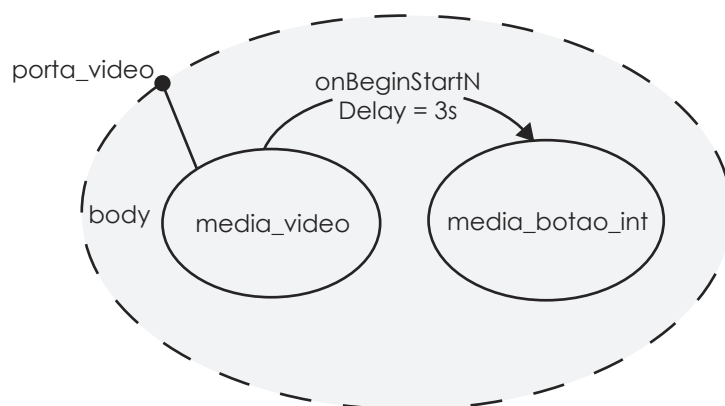 porta_video
onBeginStartN
Delay = 3s
body
media_video
media_botao_int